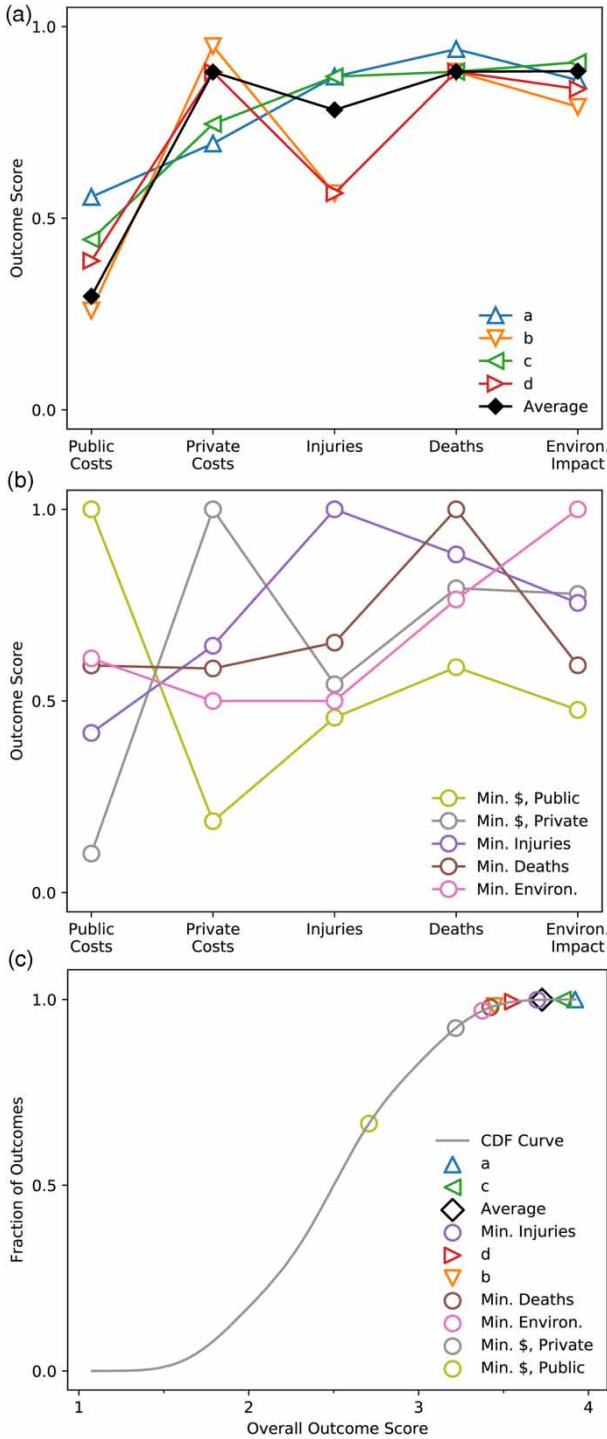 (a)
1.0
0.5
0.0
Outcome Score
a
b
c
d
Average
Public Costs
Private Costs
Injuries
Deaths
Environ. Impact
(b)
1.0
0.5
0.0
Outcome Score
Min. $, Public
Min. $, Private
Min. Injuries
Min. Deaths
Min. Environ.
Public Costs
Private Costs
Injuries
Deaths
Environ. Impact
(c)
1.0
0.5
0.0
Fraction of Outcomes
CDF Curve
a
c
Average
Min. Injuries
d
b
Min. Deaths
Min. Environ.
Min. $, Private
Min. $, Public
1 2 3 4
Overall Outcome Score